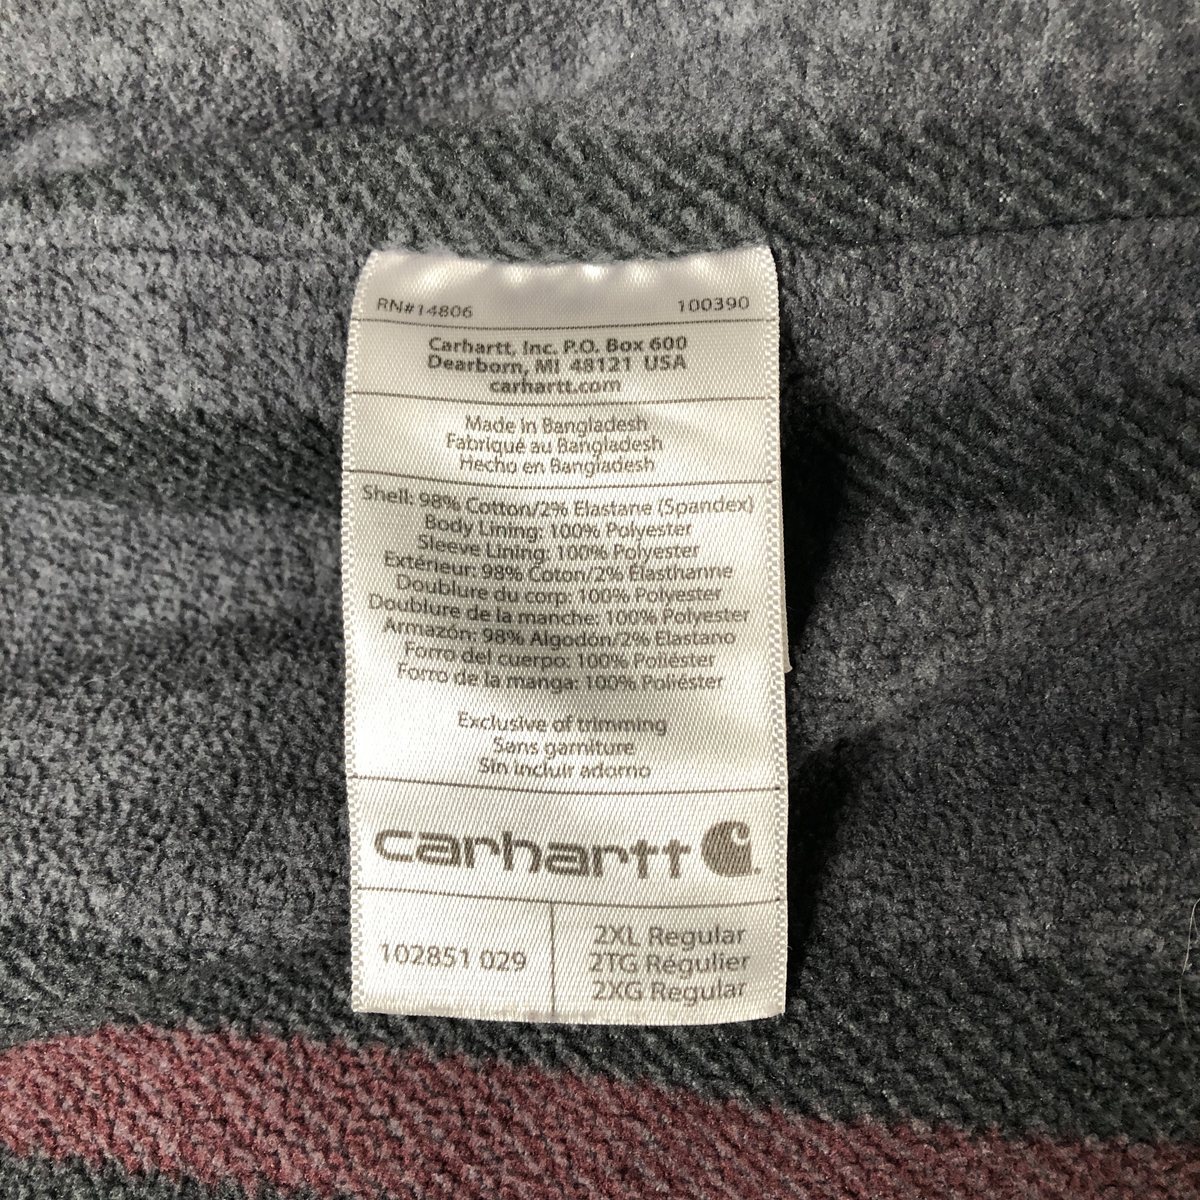 RN#14806 100390
Carhartt, Inc. P.O. Box 600
Dearborn, MI 48121 USA
carhartt.com
Made in Bangladesh
Fabriqué au Bangladesh
Hecho en Bangladesh
Shell: 98% Cotton/2% Elastane (Spandex)
Body Lining: 100% Polyester
Sleeve Lining: 100% Polyester
Extérieur: 98% Coton/2% Élasthanne
Doublure du corp: 100% Polyester
Doublure de la manche: 100% Polyester
Armazón: 98% Algodón/2% Elastano
Forro del cuerpo: 100% Poliéster
Forro de la manga: 100% Poliéster
Exclusive of trimming
Sans garniture
Sin incluir adorno
carhartt
102851 029
2XL Regular
2TG Régulier
2XG Regular